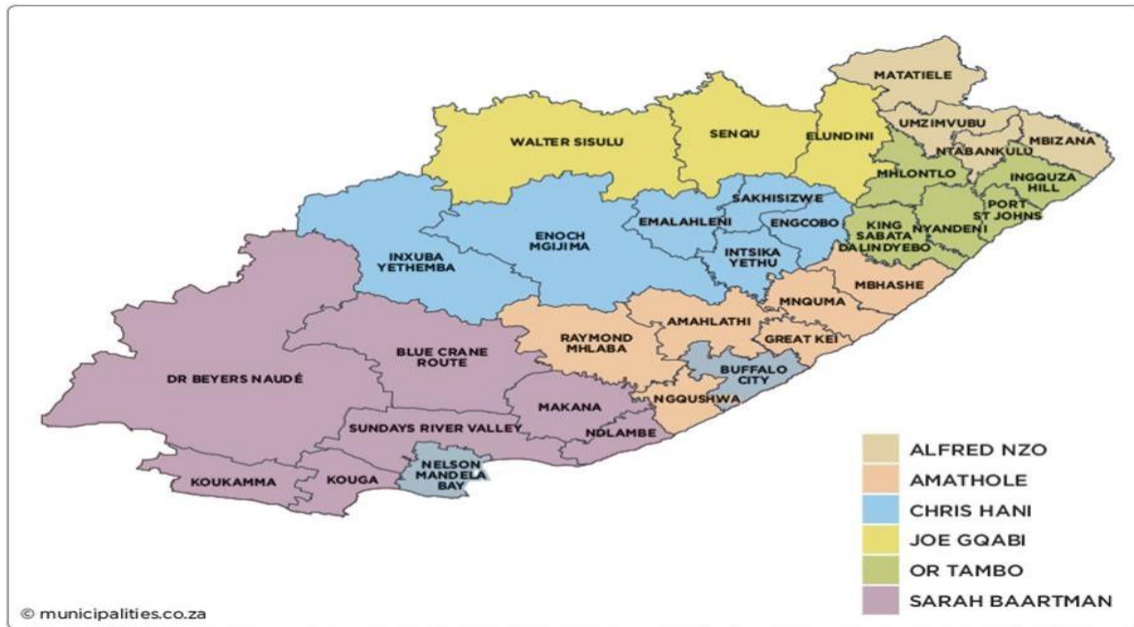 MATATIELE
UMZIMVUBU
NTABANKULU
MBIZANA
WALTER SISULU
SENQU
ELUNDINI
MHLONTLO
INGQUZA
HILL
PORT
ST JOHNS
NYANDENI
KING
SABATA
DALINDYEBO
SAKHISIZWE
EMALAHLENI
ENGCOBO
INTSIKA
YETHU
ENOCH
MGIJIMA
INXUBA
YETHEMBA
MBHASHE
MNQUMA
AMAHLATHI
GREAT KEI
RAYMOND
MHLABA
BUFFALO
CITY
NGQUSHWA
BLUE CRANE
ROUTE
DR BEYERS NAUDÉ
MAKANA
NDLAMBE
SUNDAYS RIVER VALLEY
NELSON
MANDELA
BAY
KOUKAMMA
KOUGA
ALFRED NZO
AMATHOLE
CHRIS HANI
JOE GQABI
OR TAMBO
SARAH BAARTMAN
© municipalities.co.za